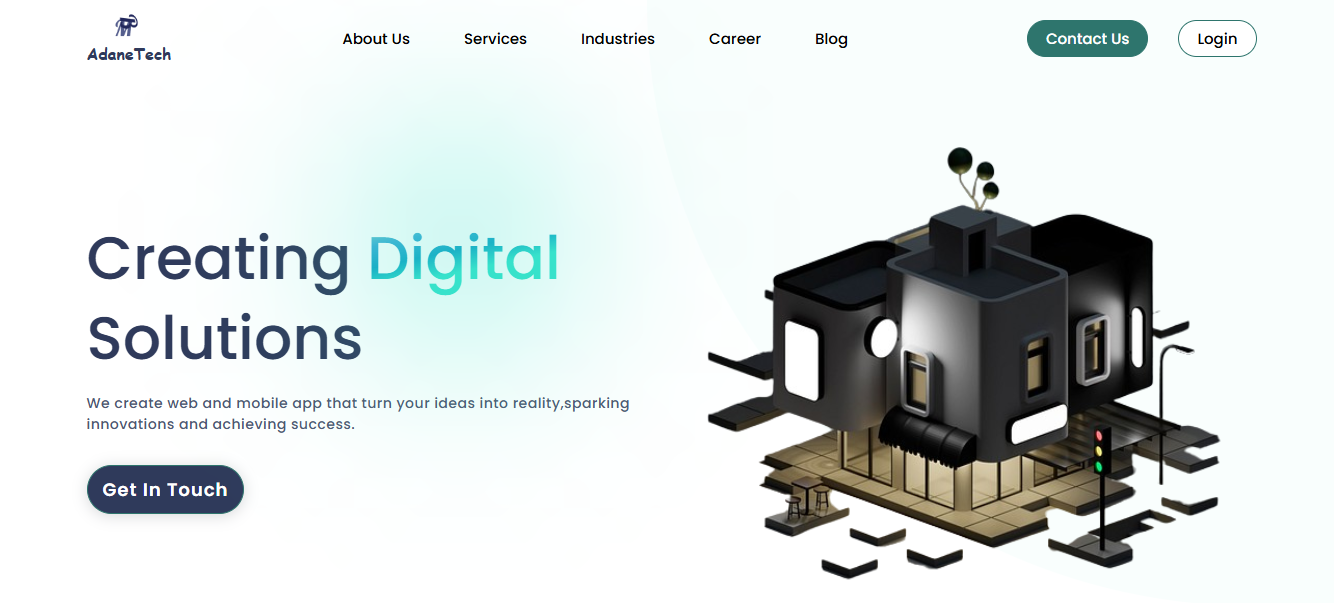 AdaneTech
About Us Services Industries Career Blog Contact Us Login
Creating Digital
Solutions
We create web and mobile app that turn your ideas into reality,sparking
innovations and achieving success.
Get In Touch